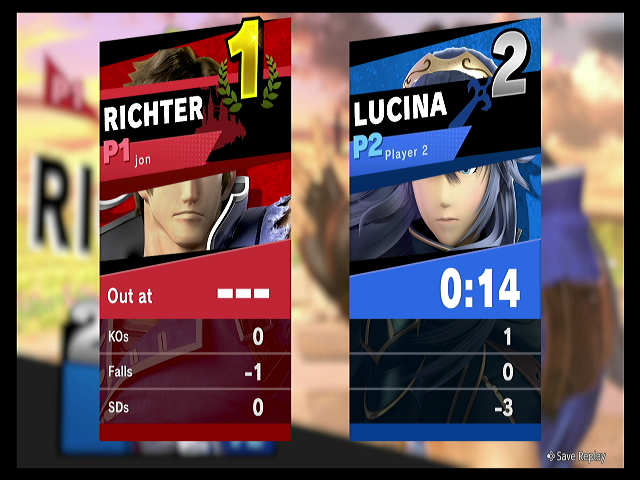 1
RICHTER
P1 jon
Out at ---
KOs 0
Falls -1
SDs 0
2
LUCINA
P2 Player 2
0:14
1
0
-3
Save Replay
RI